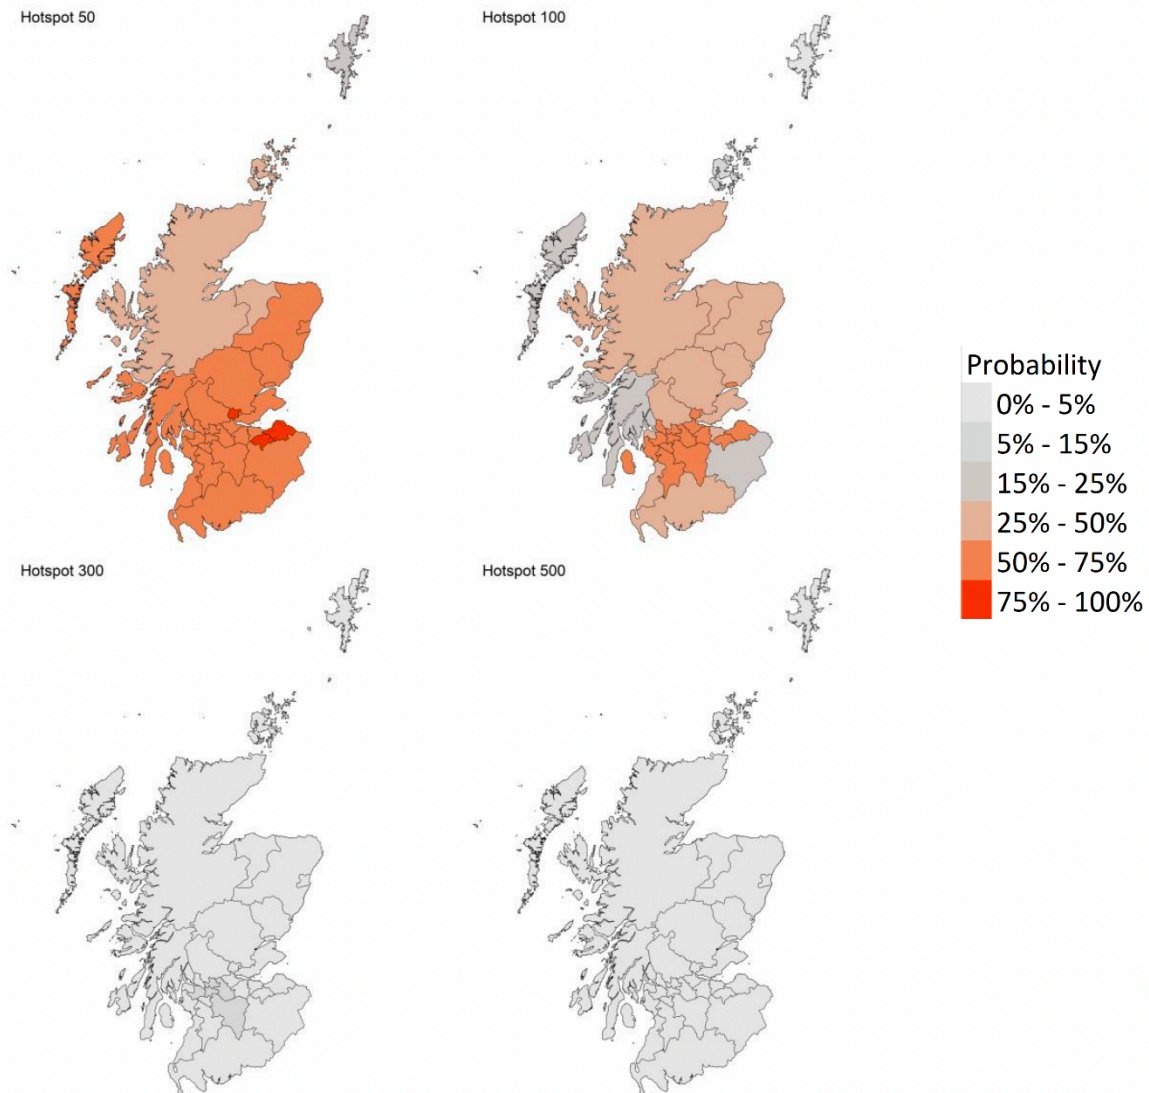 Hotspot 50
Hotspot 100
Probability
0% - 5%
5% - 15%
15% - 25%
25% - 50%
50% - 75%
75% - 100%
Hotspot 300
Hotspot 500